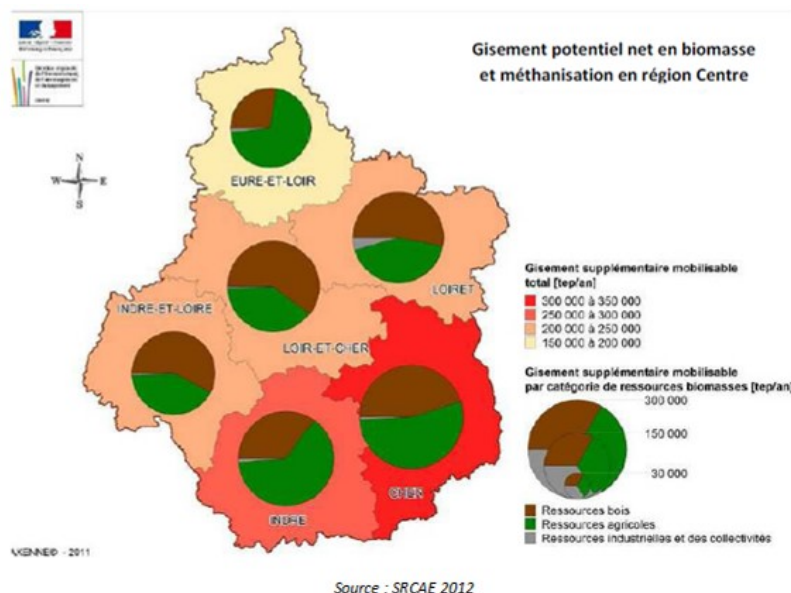 Gisement potentiel net en biomasse
et méthanisation en région Centre
N
W
E
S
EURE-ET-LOIR
LOIRET
INDRE-ET-LOIRE
LOIR-ET-CHER
CHER
INDRE
Gisement supplémentaire mobilisable
total [tep/an]
300 000 à 350 000
250 000 à 300 000
200 000 à 250 000
150 000 à 200 000
Gisement supplémentaire mobilisable
par catégorie de ressources biomasses [tep/an]
300 000
150 000
30 000
Ressources bois
Ressources agricoles
Ressources industrielles et des collectivités
AXENNE© - 2011
Source : SRCAE 2012